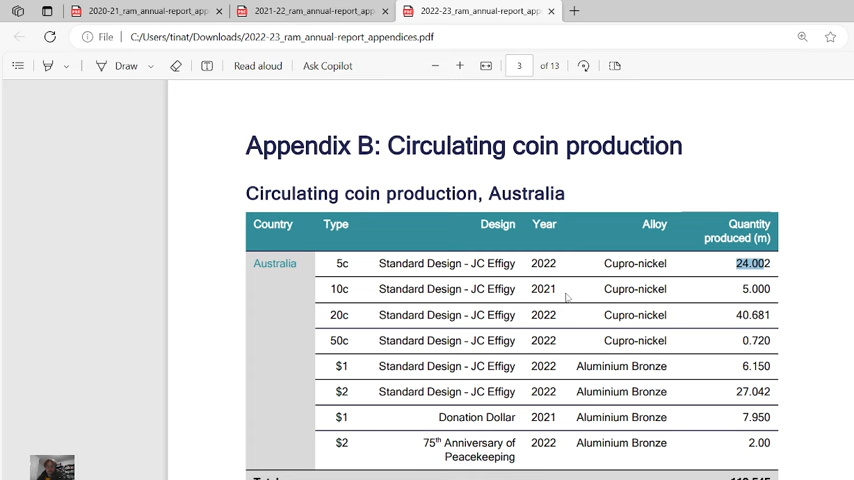 2020-21_ram_annual-report_appe
2021-22_ram_annual-report_appe
2022-23_ram_annual-report_appe
File
C:/Users/tinat/Downloads/2022-23_ram_annual-report_appendices.pdf
Draw
Read aloud
Ask Copilot
3 of 13
Appendix B: Circulating coin production
Circulating coin production, Australia
Country Type Design Year Alloy Quantity
produced (m)
Australia 5c Standard Design - JC Effigy 2022 Cupro-nickel 24.002
10c Standard Design - JC Effigy 2021 Cupro-nickel 5.000
20c Standard Design - JC Effigy 2022 Cupro-nickel 40.681
50c Standard Design - JC Effigy 2022 Cupro-nickel 0.720
$1 Standard Design - JC Effigy 2022 Aluminium Bronze 6.150
$2 Standard Design - JC Effigy 2022 Aluminium Bronze 27.042
$1 Donation Dollar 2021 Aluminium Bronze 7.950
$2 75th Anniversary of 2022 Aluminium Bronze 2.00
Peacekeeping